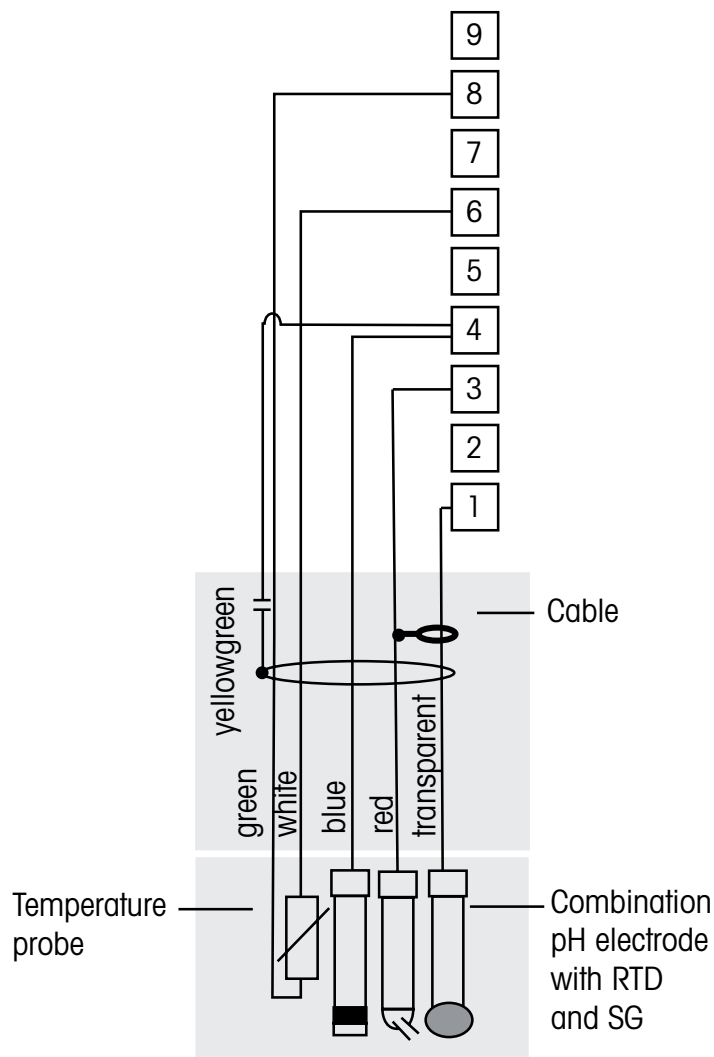 9
8
7
6
5
4
3
2
1
Cable
yellowgreen
green
white
blue
red
transparent
Temperature
probe
Combination
pH electrode
with RTD
and SG